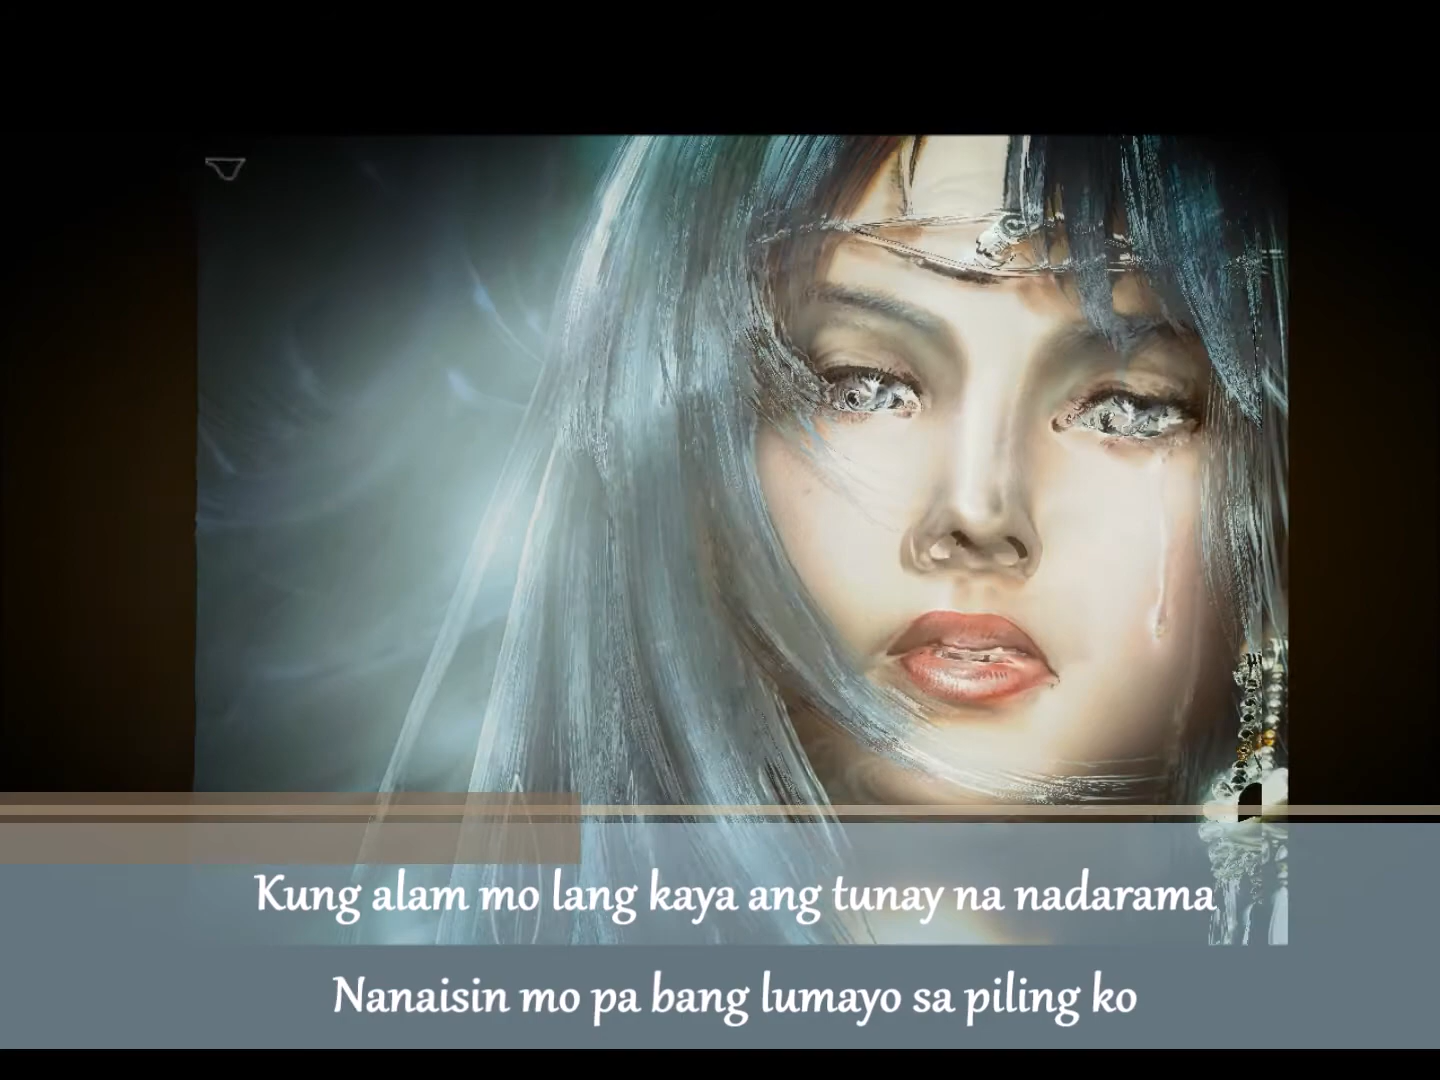 Kung alam mo lang kaya ang tunay na nadarama
Nanaisin mo pa bang lumayo sa piling ko